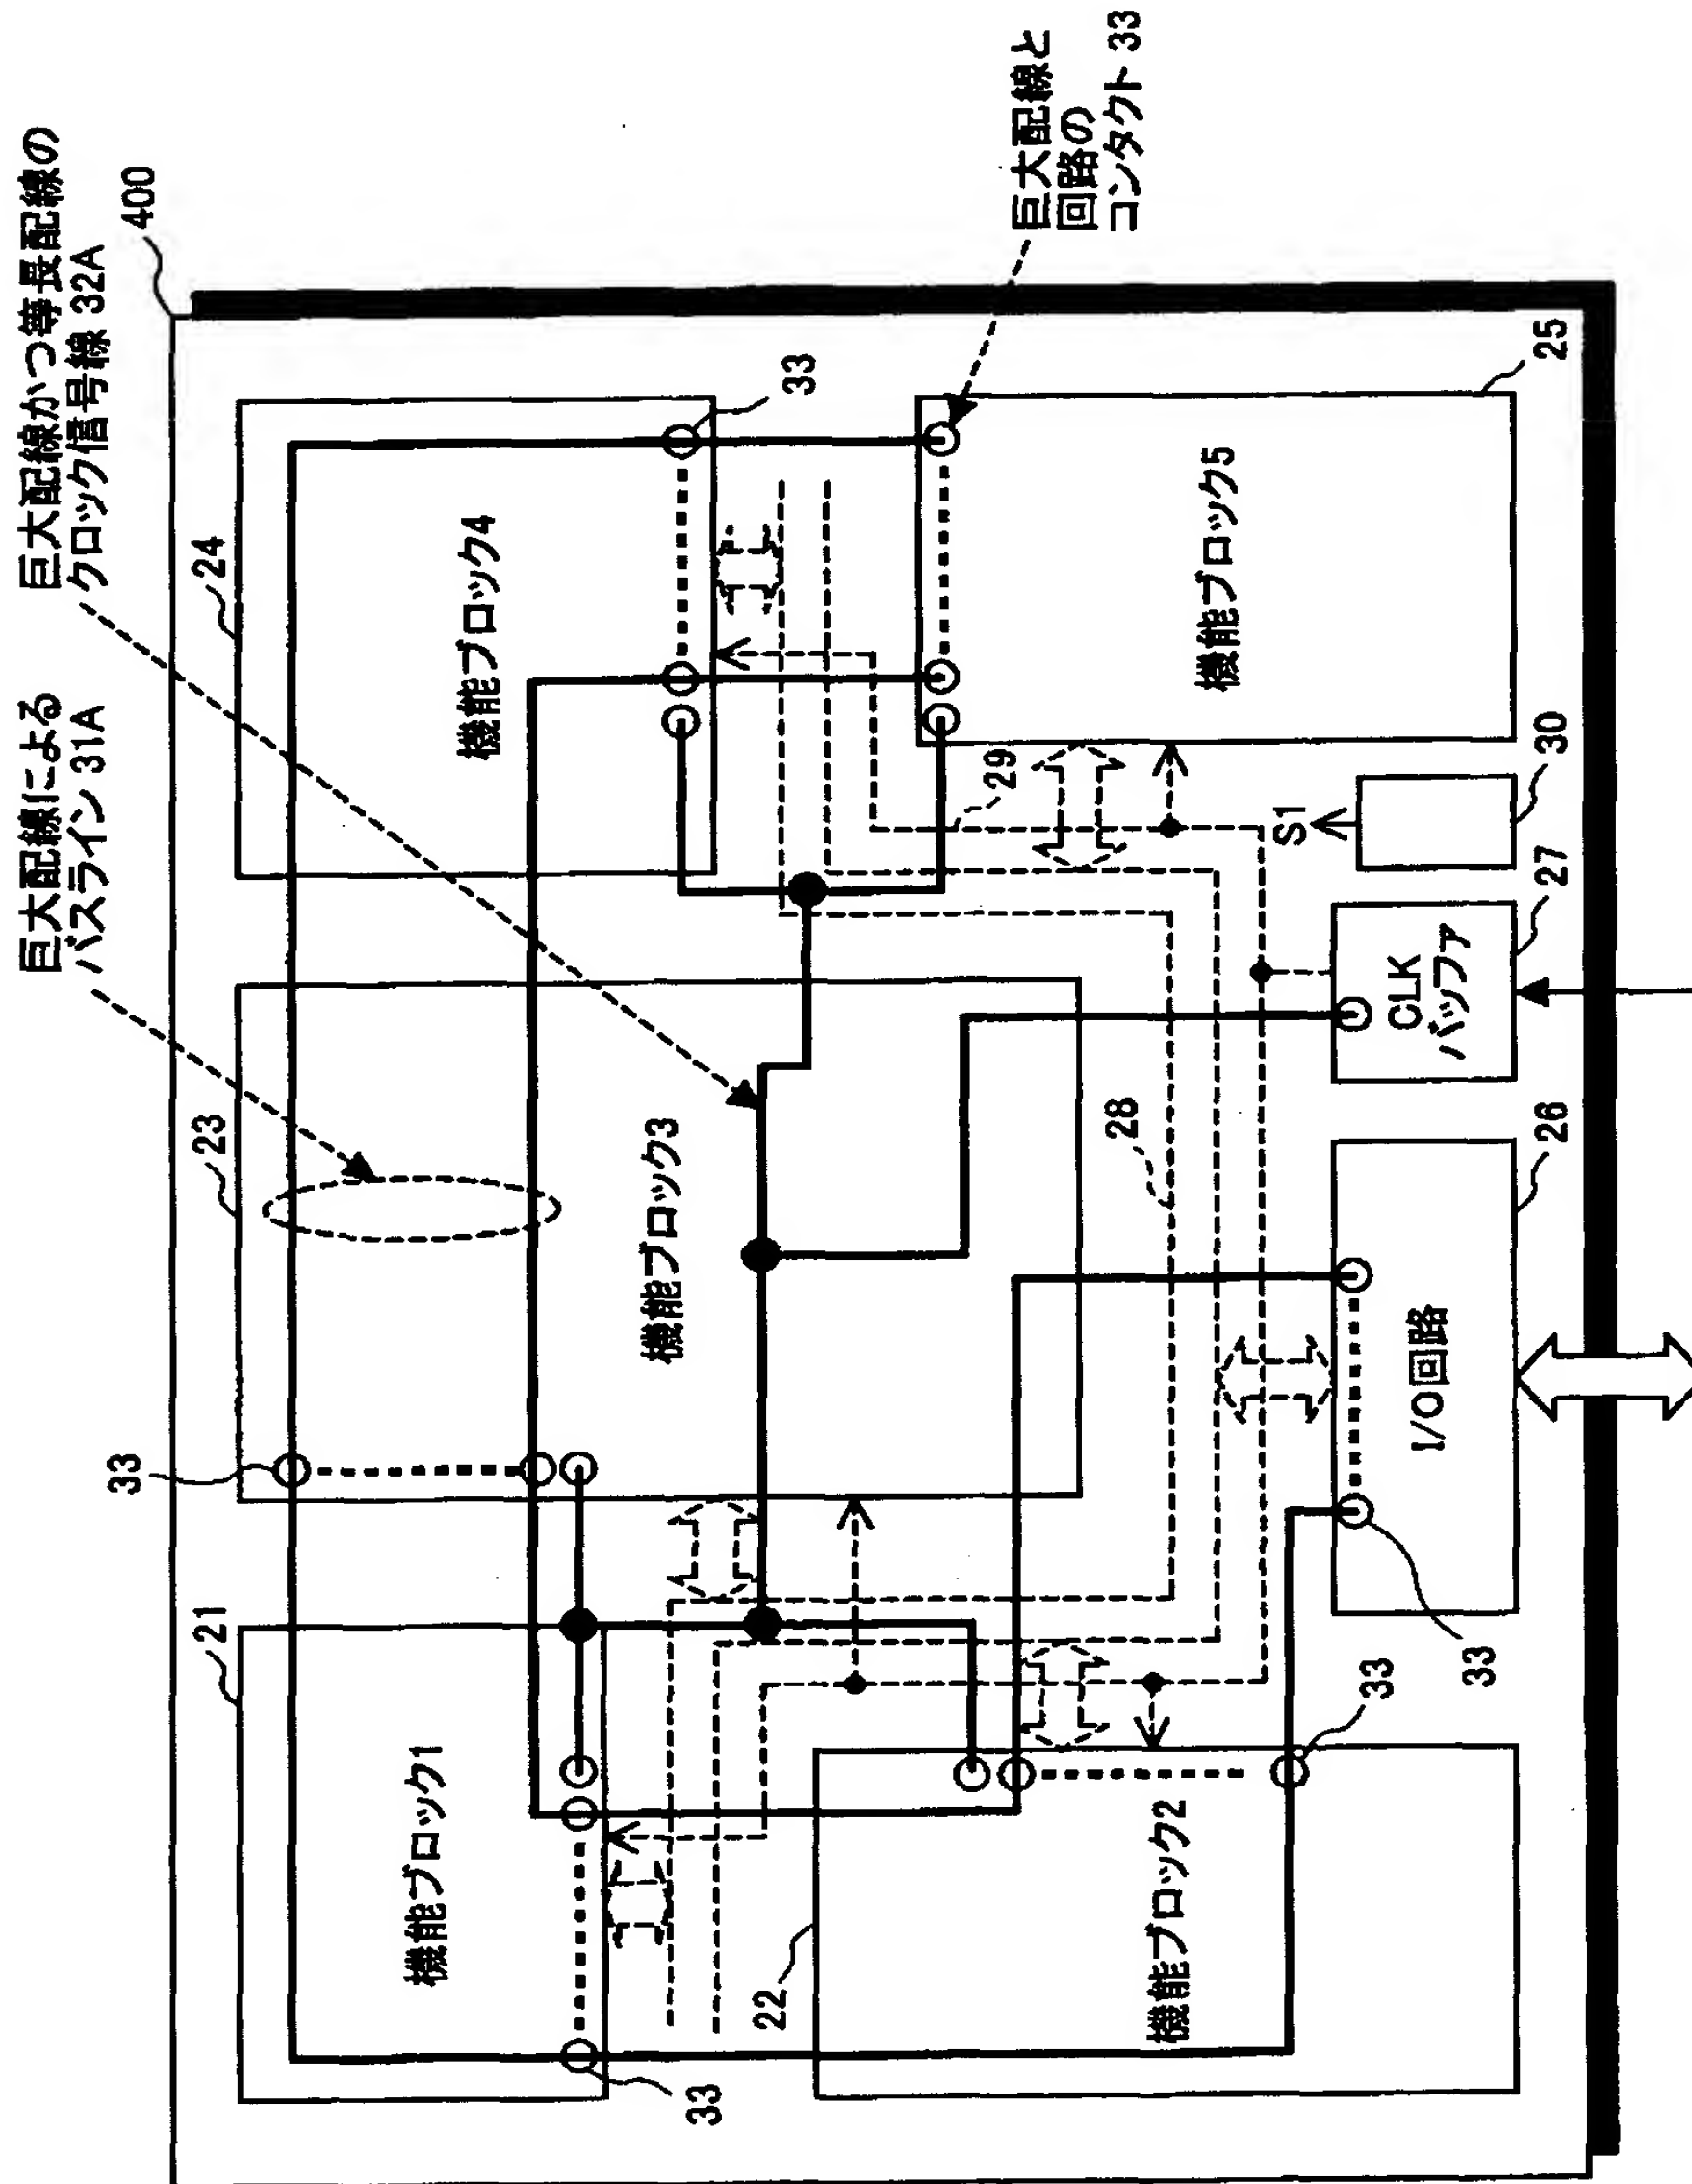 巨大配線かつ等長配線の
クロック信号線 32A
400
巨大配線による
バスライン 31A
巨大配線と
回路の
コンタクト 33
21
23
24
33
33
機能ブロック1
機能ブロック3
機能ブロック4
33
22
機能ブロック2
33
33
28
29
機能ブロック5
25
I/O回路
26
CLK
バッファ
27
S1
30